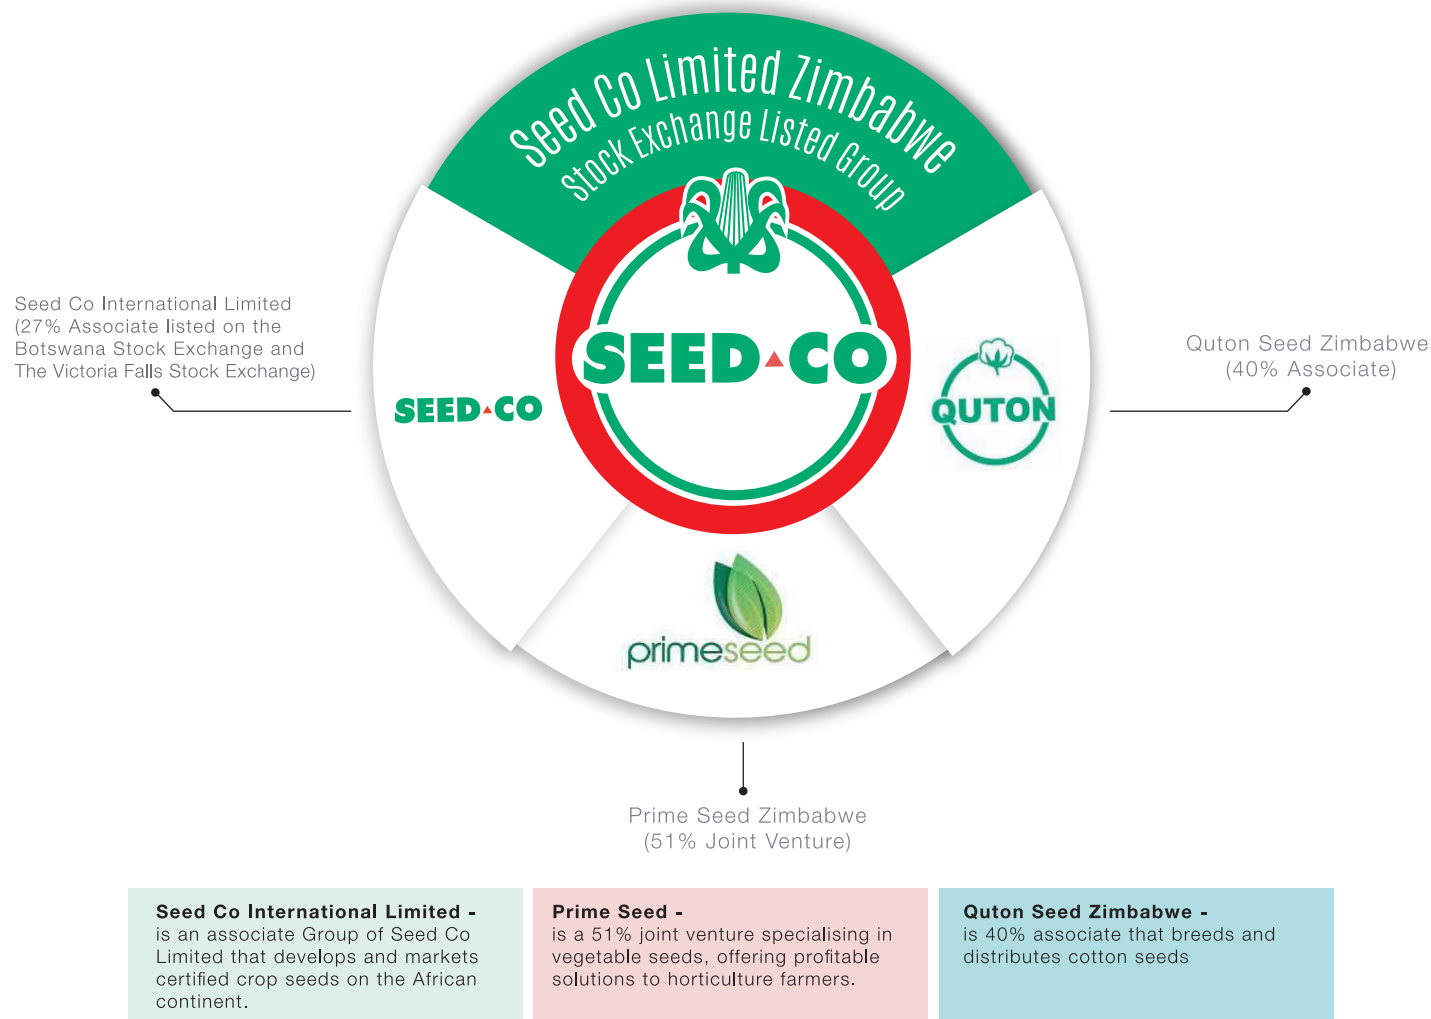 Seed Co Limited Zimbabwe
Stock Exchange Listed Group
SEED CO
Seed Co International Limited
(27% Associate listed on the
Botswana Stock Exchange and
The Victoria Falls Stock Exchange)
SEED CO
Quton Seed Zimbabwe
(40% Associate)
QUTON
primeseed
Prime Seed Zimbabwe
(51% Joint Venture)
Seed Co International Limited -
is an associate Group of Seed Co
Limited that develops and markets
certified crop seeds on the African
continent.
Prime Seed -
is a 51% joint venture specialising in
vegetable seeds, offering profitable
solutions to horticulture farmers.
Quton Seed Zimbabwe -
is 40% associate that breeds and
distributes cotton seeds